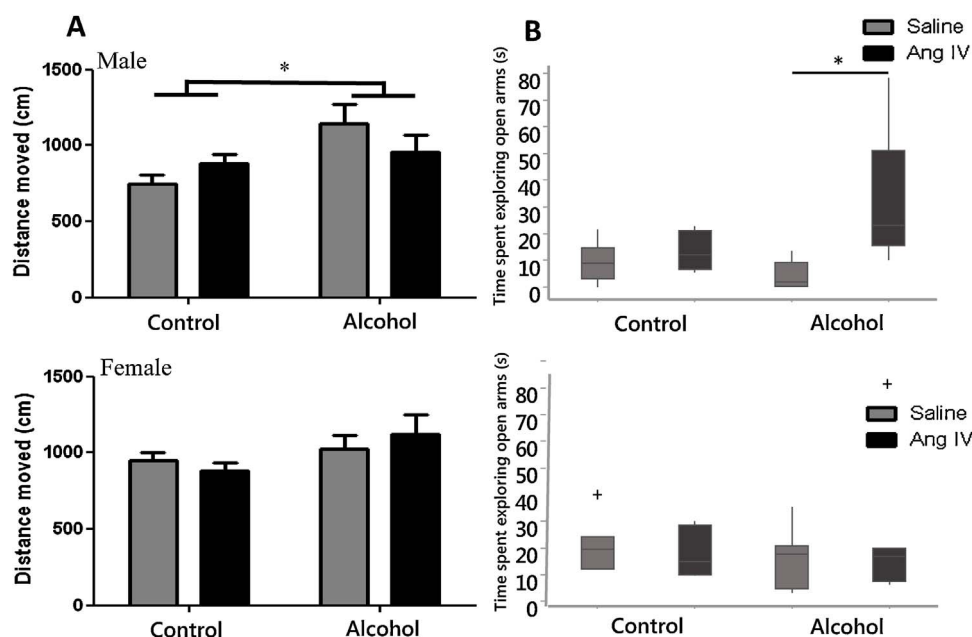 A
Male
*
Distance moved (cm)
1500
1000
500
0
Control
Alcohol
B
Saline
Ang IV
*
Time spent exploring open arms (s)
80
70
60
50
40
30
20
10
0
Control
Alcohol
Female
Distance moved (cm)
1500
1000
500
0
Control
Alcohol
+
Saline
Ang IV
+
Time spent exploring open arms (s)
80
70
60
50
40
30
20
10
0
Control
Alcohol